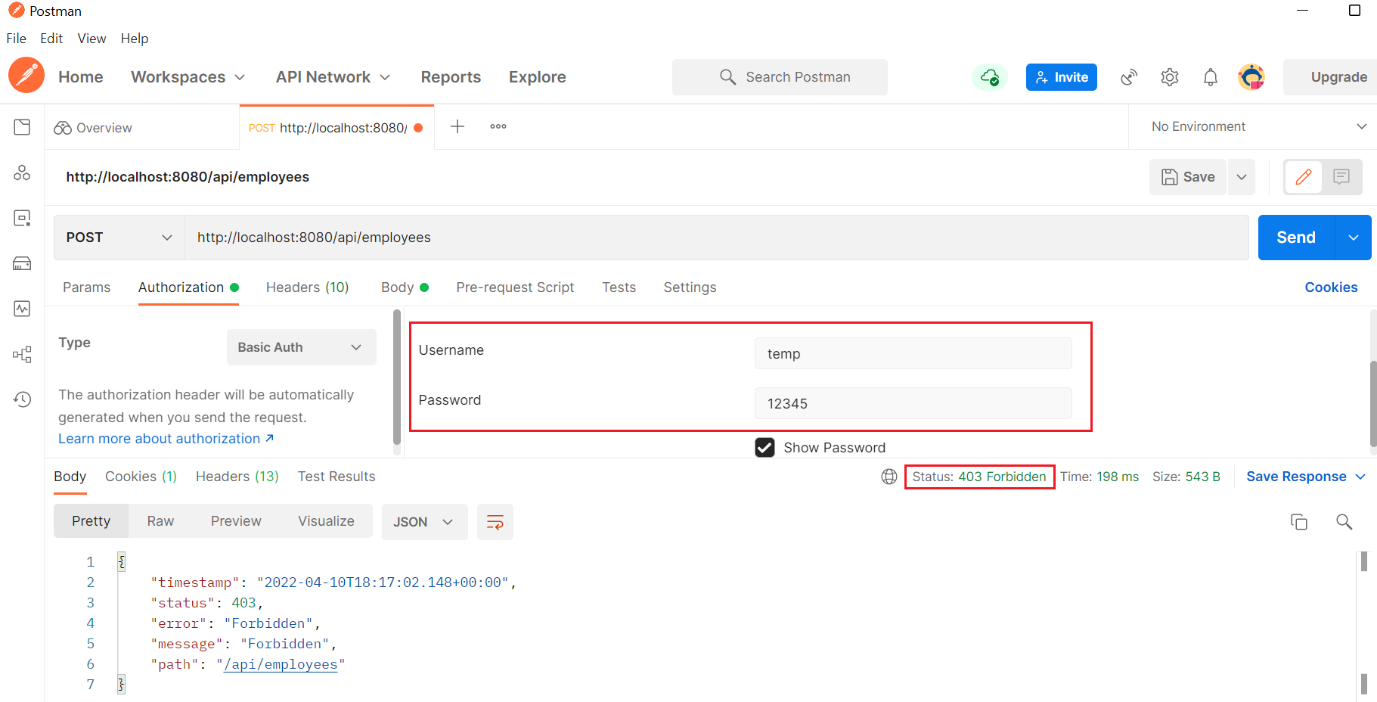 Postman
File Edit View Help
Home Workspaces API Network Reports Explore Search Postman Invite Upgrade
Overview POST http://localhost:8080/ No Environment
http://localhost:8080/api/employees Save
POST http://localhost:8080/api/employees Send
Params Authorization Headers (10) Body Pre-request Script Tests Settings Cookies
Type Basic Auth
The authorization header will be automatically
generated when you send the request.
Learn more about authorization ↗
Username temp
Password 12345
Show Password
Body Cookies (1) Headers (13) Test Results Status: 403 Forbidden Time: 198 ms Size: 543 B Save Response
Pretty Raw Preview Visualize JSON
1 {
2 "timestamp": "2022-04-10T18:17:02.148+00:00",
3 "status": 403,
4 "error": "Forbidden",
5 "message": "Forbidden",
6 "path": "/api/employees"
7 }